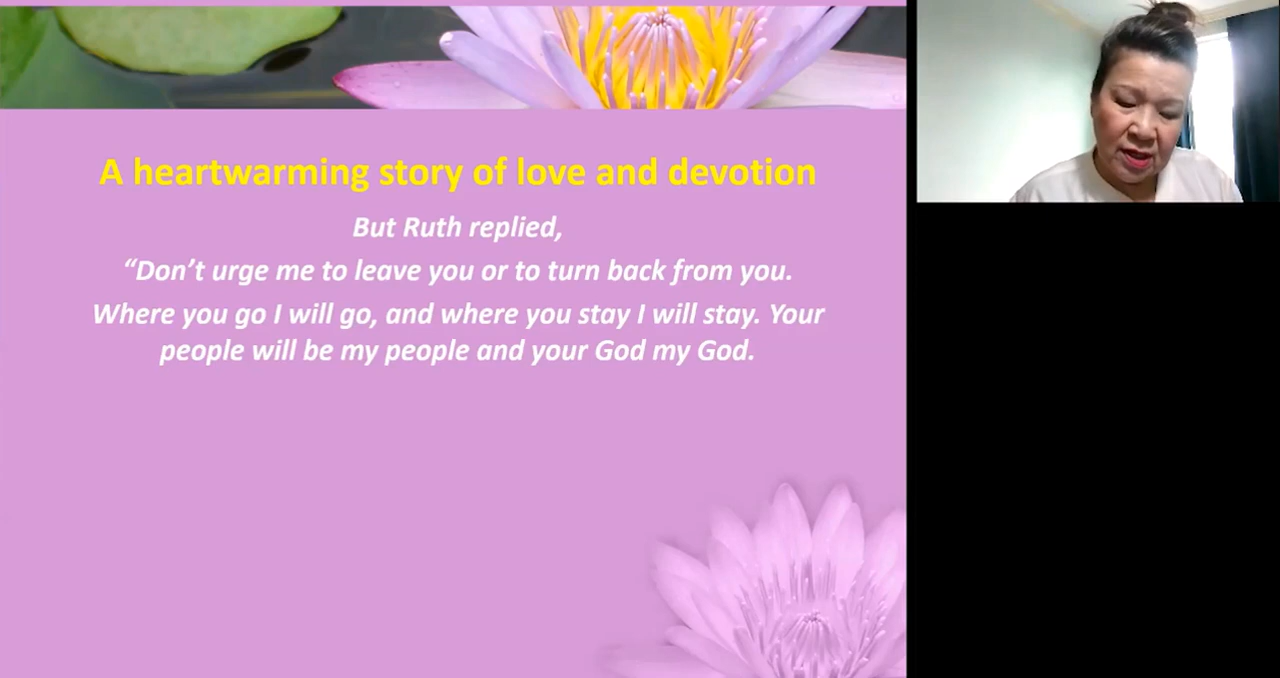 A heartwarming story of love and devotion
But Ruth replied,
“Don’t urge me to leave you or to turn back from you.
Where you go I will go, and where you stay I will stay. Your
people will be my people and your God my God.